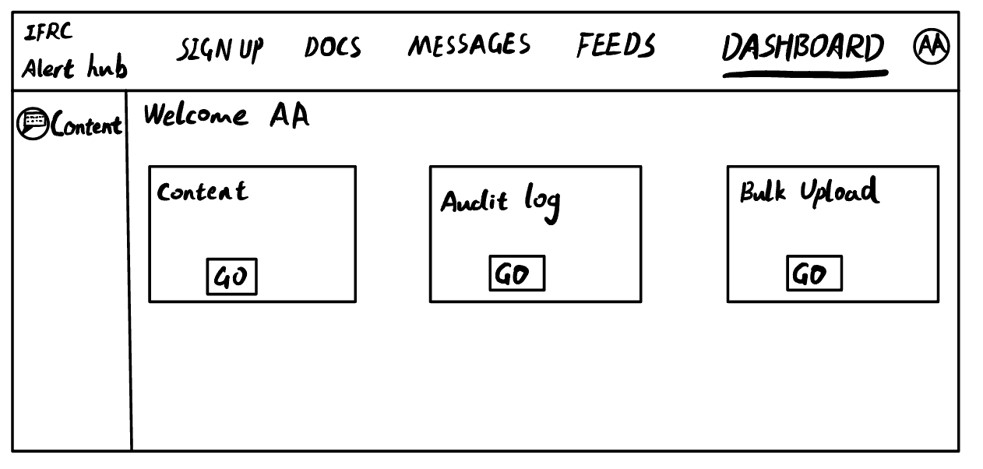 IFRC
Alert hub
SIGN UP DOCS MESSAGES FEEDS DASHBOARD AA
Content
Welcome AA
Content Audit log Bulk Upload
GO GO GO